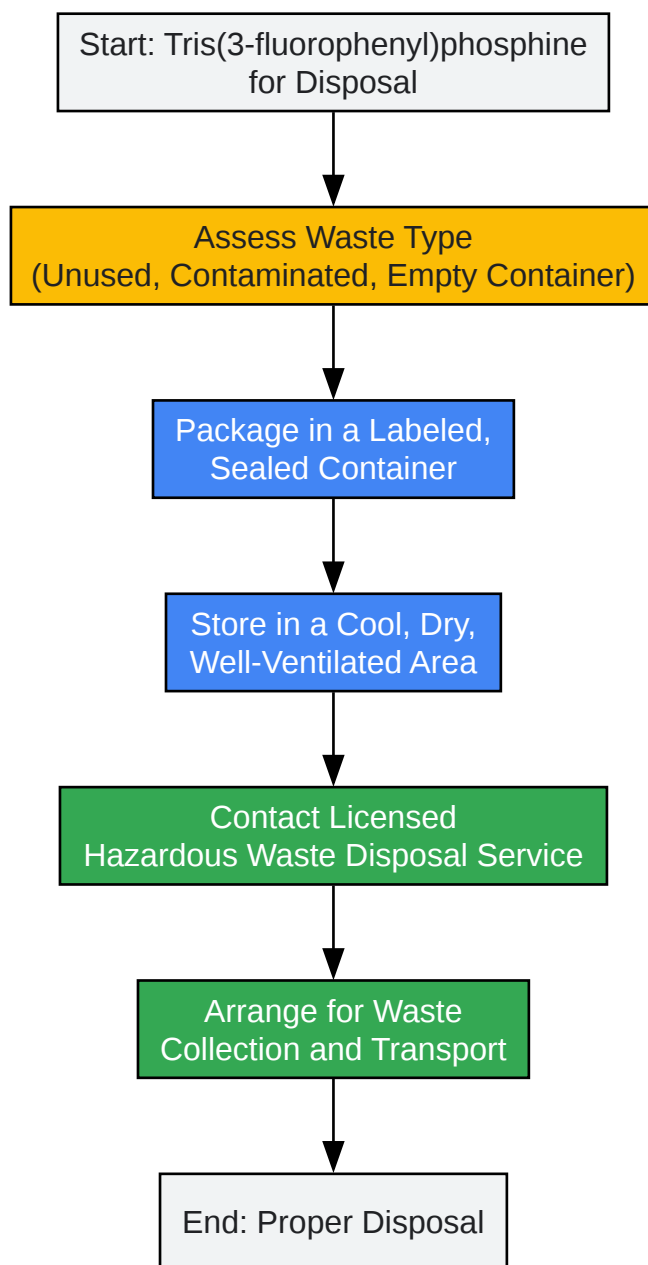 Start: Tris(3-fluorophenyl)phosphine
for Disposal
Assess Waste Type
(Unused, Contaminated, Empty Container)
Package in a Labeled,
Sealed Container
Store in a Cool, Dry,
Well-Ventilated Area
Contact Licensed
Hazardous Waste Disposal Service
Arrange for Waste
Collection and Transport
End: Proper Disposal